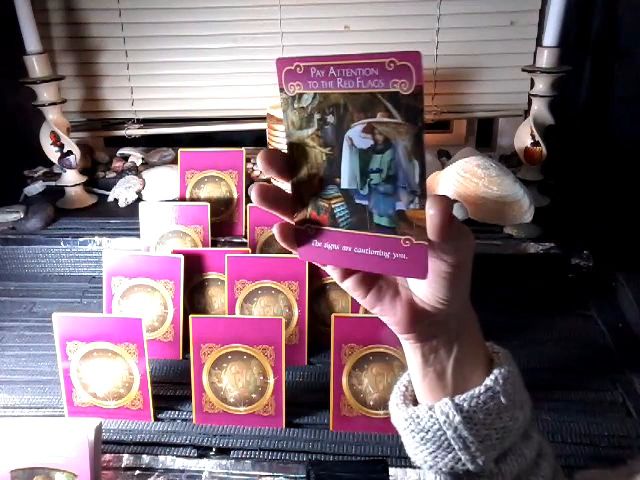 Pay Attention
to the Red Flags
The signs are cautioning you.